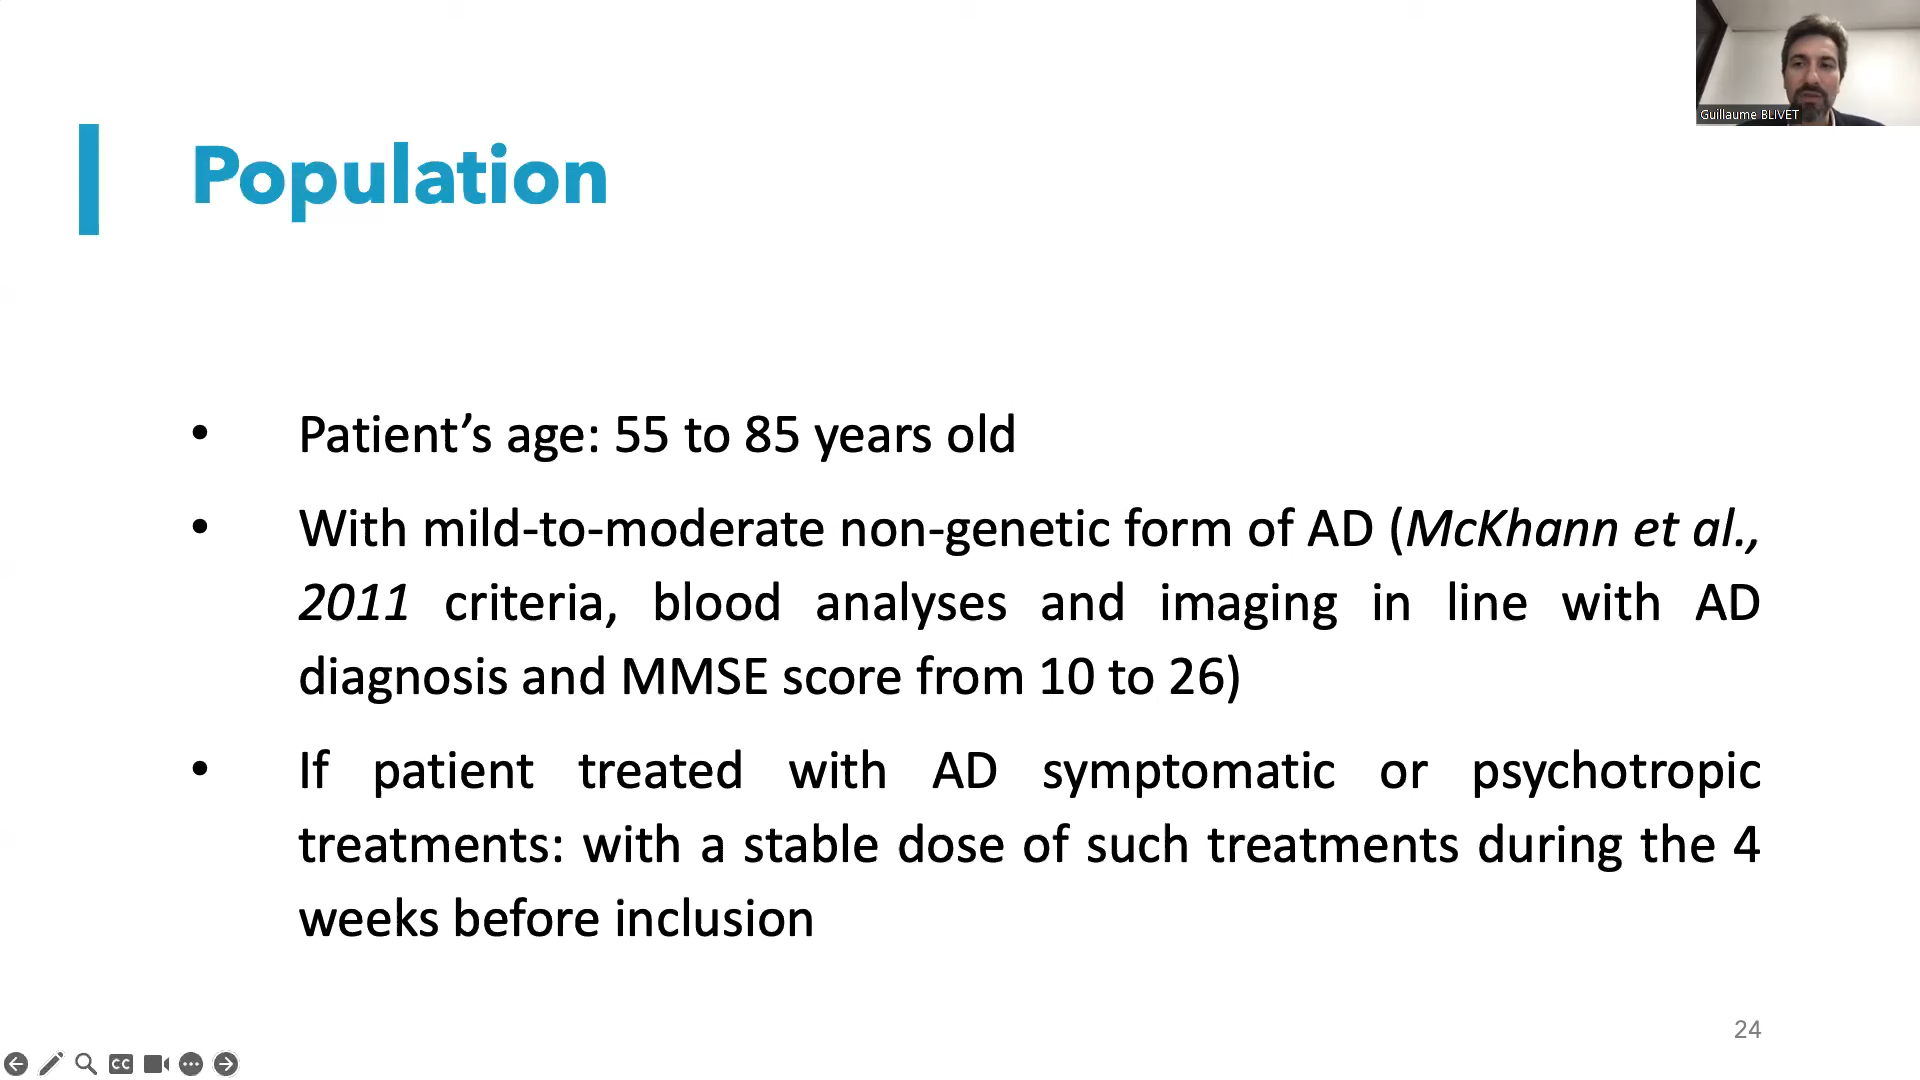 Guillaume BLIVET
Population
• Patient’s age: 55 to 85 years old
• With mild-to-moderate non-genetic form of AD (McKhann et al.,
2011 criteria, blood analyses and imaging in line with AD
diagnosis and MMSE score from 10 to 26)
• If patient treated with AD symptomatic or psychotropic
treatments: with a stable dose of such treatments during the 4
weeks before inclusion
24
CC